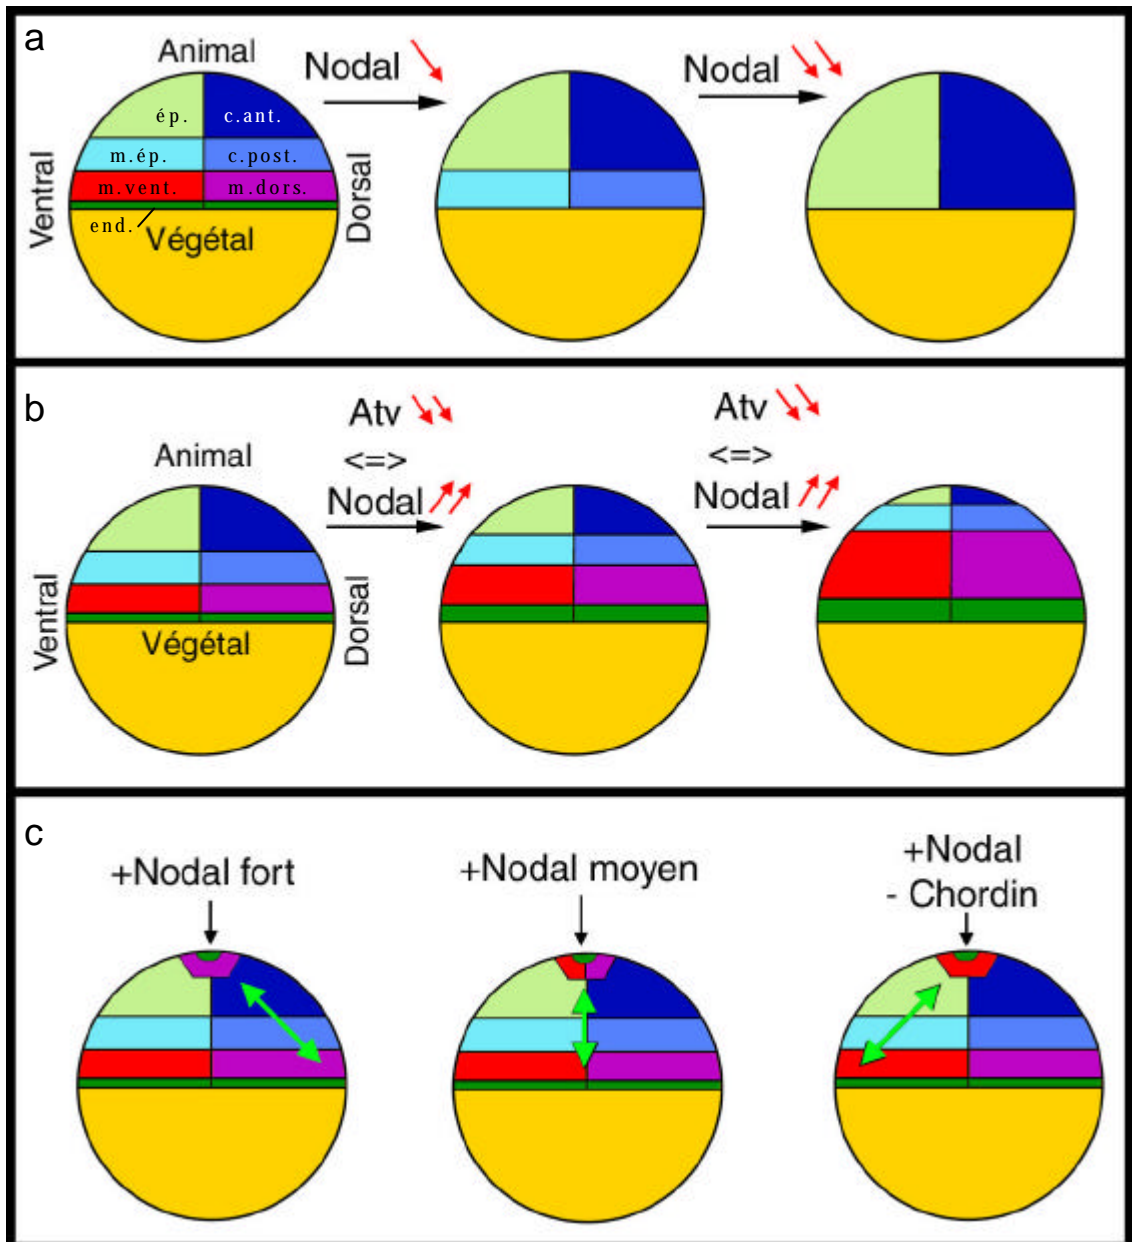 a
Animal
Nodal
Nodal
ép.
c.ant.
m.ép.
c.post.
m.vent.
m.dors.
end.
Végétal
Ventral
Dorsal
b
Atv
<=>
Nodal
Atv
<=>
Nodal
Animal
Végétal
Ventral
Dorsal
c
+Nodal fort
+Nodal moyen
+Nodal
- Chordin